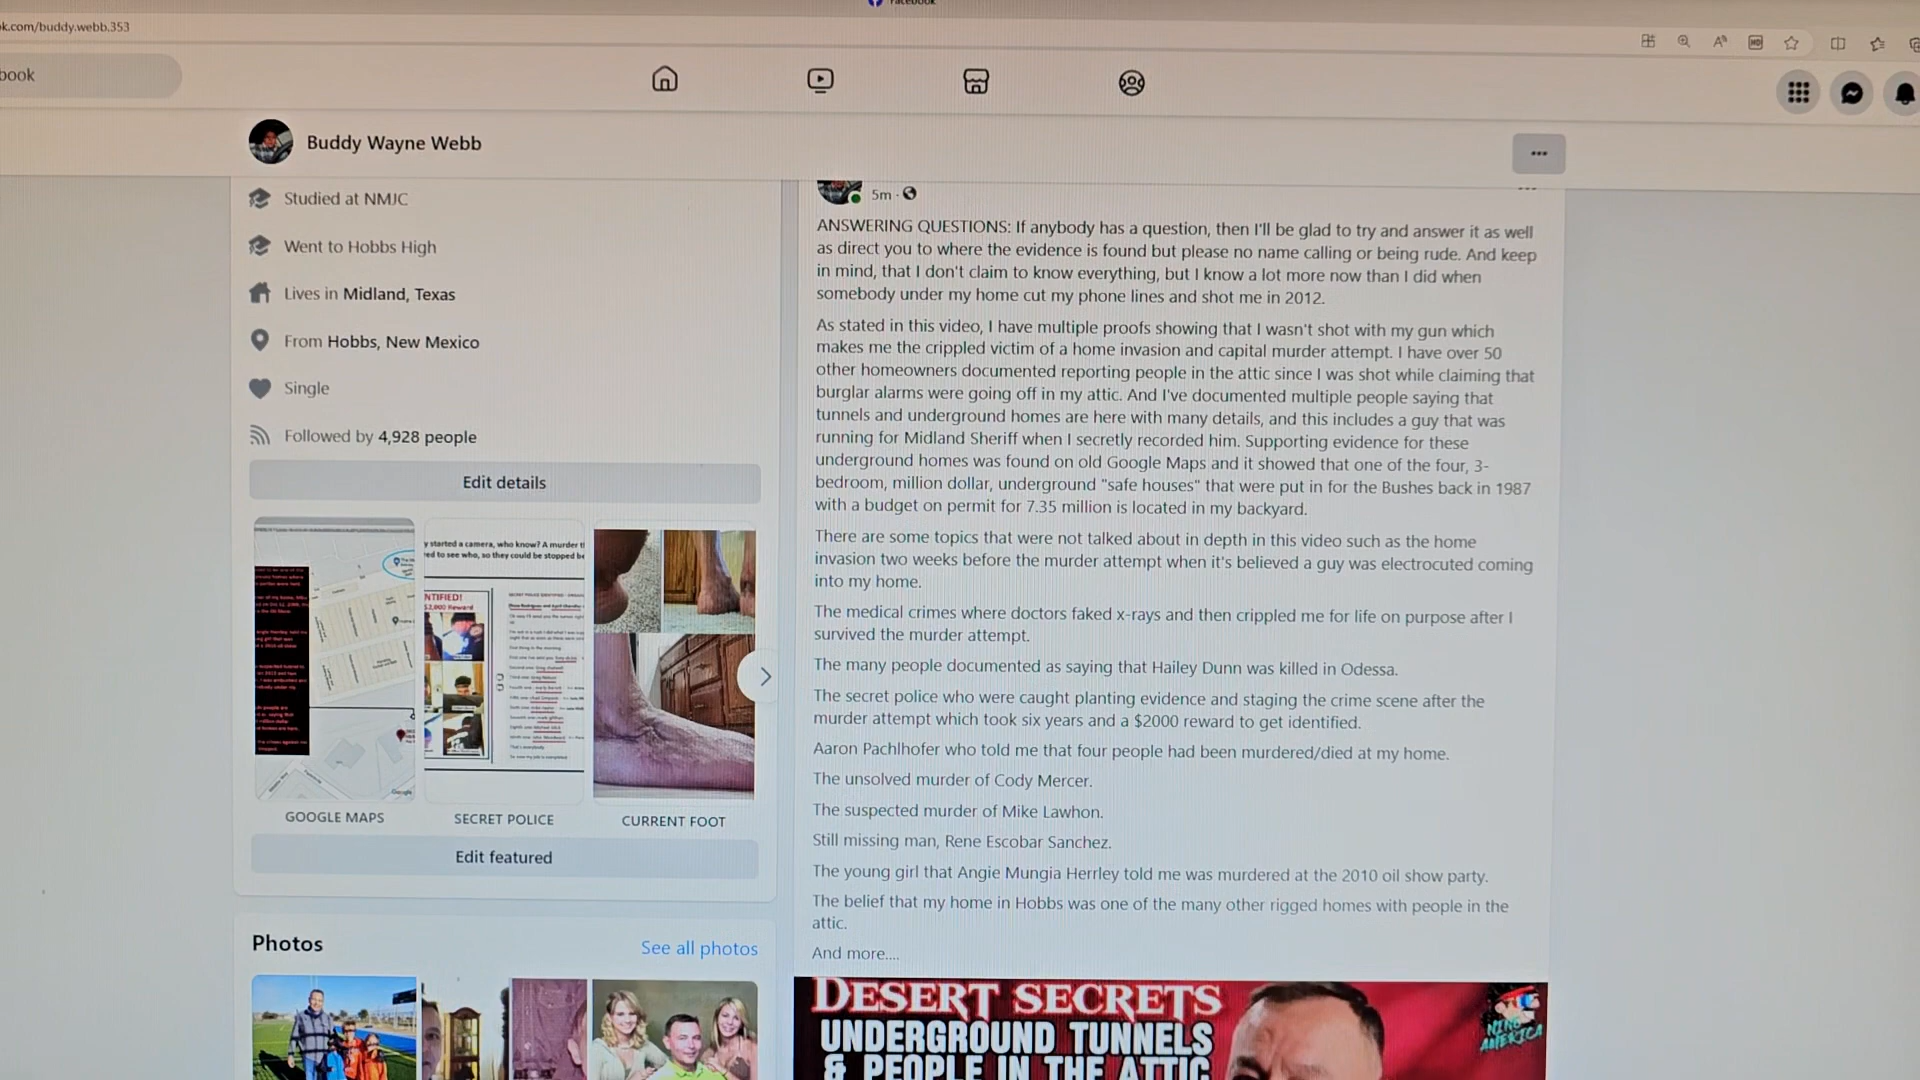 k.com/buddy.webb.353
book
Buddy Wayne Webb
Studied at NMJC
Went to Hobbs High
Lives in Midland, Texas
From Hobbs, New Mexico
Single
Followed by 4,928 people
Edit details
GOOGLE MAPS
SECRET POLICE
CURRENT FOOT
Edit featured
Photos
See all photos
5m
ANSWERING QUESTIONS: If anybody has a question, then I'll be glad to try and answer it as well
as direct you to where the evidence is found but please no name calling or being rude. And keep
in mind, that I don't claim to know everything, but I know a lot more now than I did when
somebody under my home cut my phone lines and shot me in 2012.
As stated in this video, I have multiple proofs showing that I wasn't shot with my gun which
makes me the crippled victim of a home invasion and capital murder attempt. I have over 50
other homeowners documented reporting people in the attic since I was shot while claiming that
burglar alarms were going off in my attic. And I've documented multiple people saying that
tunnels and underground homes are here with many details, and this includes a guy that was
running for Midland Sheriff when I secretly recorded him. Supporting evidence for these
underground homes was found on old Google Maps and it showed that one of the four, 3-
bedroom, million dollar, underground "safe houses" that were put in for the Bushes back in 1987
with a budget on permit for 7.35 million is located in my backyard.
There are some topics that were not talked about in depth in this video such as the home
invasion two weeks before the murder attempt when it's believed a guy was electrocuted coming
into my home.
The medical crimes where doctors faked x-rays and then crippled me for life on purpose after I
survived the murder attempt.
The many people documented as saying that Hailey Dunn was killed in Odessa.
The secret police who were caught planting evidence and staging the crime scene after the
murder attempt which took six years and a $2000 reward to get identified.
Aaron Pachlhofer who told me that four people had been murdered/died at my home.
The unsolved murder of Cody Mercer.
The suspected murder of Mike Lawhon.
Still missing man, Rene Escobar Sanchez.
The young girl that Angie Mungia Herrley told me was murdered at the 2010 oil show party.
The belief that my home in Hobbs was one of the many other rigged homes with people in the
attic.
And more....
DESERT SECRETS
UNDERGROUND TUNNELS
& PEOPLE IN THE ATTIC